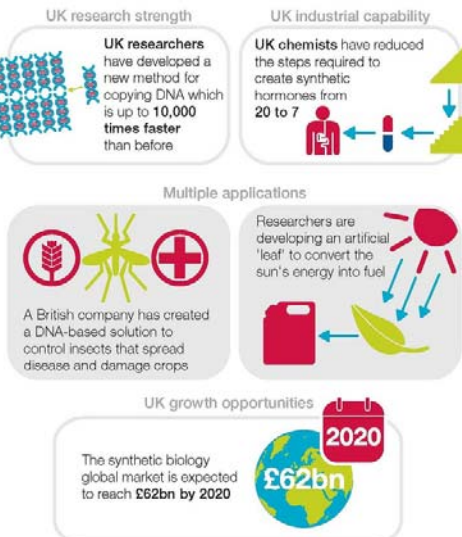 UK research strength
UK researchers
have developed a
new method for
copying DNA which
is up to 10,000
times faster
than before
UK industrial capability
UK chemists have reduced
the steps required to
create synthetic
hormones from
20 to 7
Multiple applications
A British company has created
a DNA-based solution to
control insects that spread
disease and damage crops
Researchers are
developing an artificial
'leaf' to convert the
sun's energy into fuel
UK growth opportunities
The synthetic biology
global market is expected
to reach £62bn by 2020
£62bn
2020